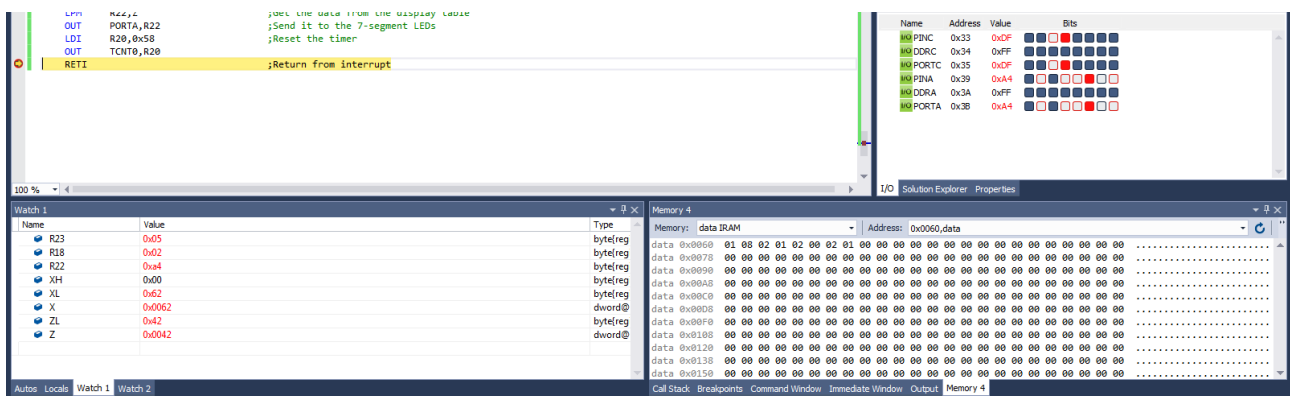 LPM R22,Z ;Get the data from the display table
OUT PORTA,R22 ;Send it to the 7-segment LEDs
LDI R20,0x58 ;Reset the timer
OUT TCNT0,R20
RETI ;Return from interrupt
100 %
Name Address Value Bits
I/O PINC 0x33 0xDF
I/O DDRC 0x34 0xFF
I/O PORTC 0x35 0xDF
I/O PINA 0x39 0xA4
I/O DDRA 0x3A 0xFF
I/O PORTA 0x3B 0xA4
I/O Solution Explorer Properties
Watch 1
Name Value Type
R23 0x05 byte{reg
R18 0x02 byte{reg
R22 0xa4 byte{reg
XH 0x00 byte{reg
XL 0x62 byte{reg
X 0x0062 dword@
ZL 0x42 byte{reg
Z 0x0042 dword@
Autos Locals Watch 1 Watch 2
Memory 4
Memory: data IRAM Address: 0x0060,data
data 0x0060 01 08 02 01 02 00 02 01 00 00 00 00 00 00 00 00 00 00 00 00 00 00 00 00 ........................
data 0x0078 00 00 00 00 00 00 00 00 00 00 00 00 00 00 00 00 00 00 00 00 00 00 00 00 ........................
data 0x0090 00 00 00 00 00 00 00 00 00 00 00 00 00 00 00 00 00 00 00 00 00 00 00 00 ........................
data 0x00A8 00 00 00 00 00 00 00 00 00 00 00 00 00 00 00 00 00 00 00 00 00 00 00 00 ........................
data 0x00C0 00 00 00 00 00 00 00 00 00 00 00 00 00 00 00 00 00 00 00 00 00 00 00 00 ........................
data 0x00D8 00 00 00 00 00 00 00 00 00 00 00 00 00 00 00 00 00 00 00 00 00 00 00 00 ........................
data 0x00F0 00 00 00 00 00 00 00 00 00 00 00 00 00 00 00 00 00 00 00 00 00 00 00 00 ........................
data 0x0108 00 00 00 00 00 00 00 00 00 00 00 00 00 00 00 00 00 00 00 00 00 00 00 00 ........................
data 0x0120 00 00 00 00 00 00 00 00 00 00 00 00 00 00 00 00 00 00 00 00 00 00 00 00 ........................
data 0x0138 00 00 00 00 00 00 00 00 00 00 00 00 00 00 00 00 00 00 00 00 00 00 00 00 ........................
data 0x0150 00 00 00 00 00 00 00 00 00 00 00 00 00 00 00 00 00 00 00 00 00 00 00 00 ........................
Call Stack Breakpoints Command Window Immediate Window Output Memory 4